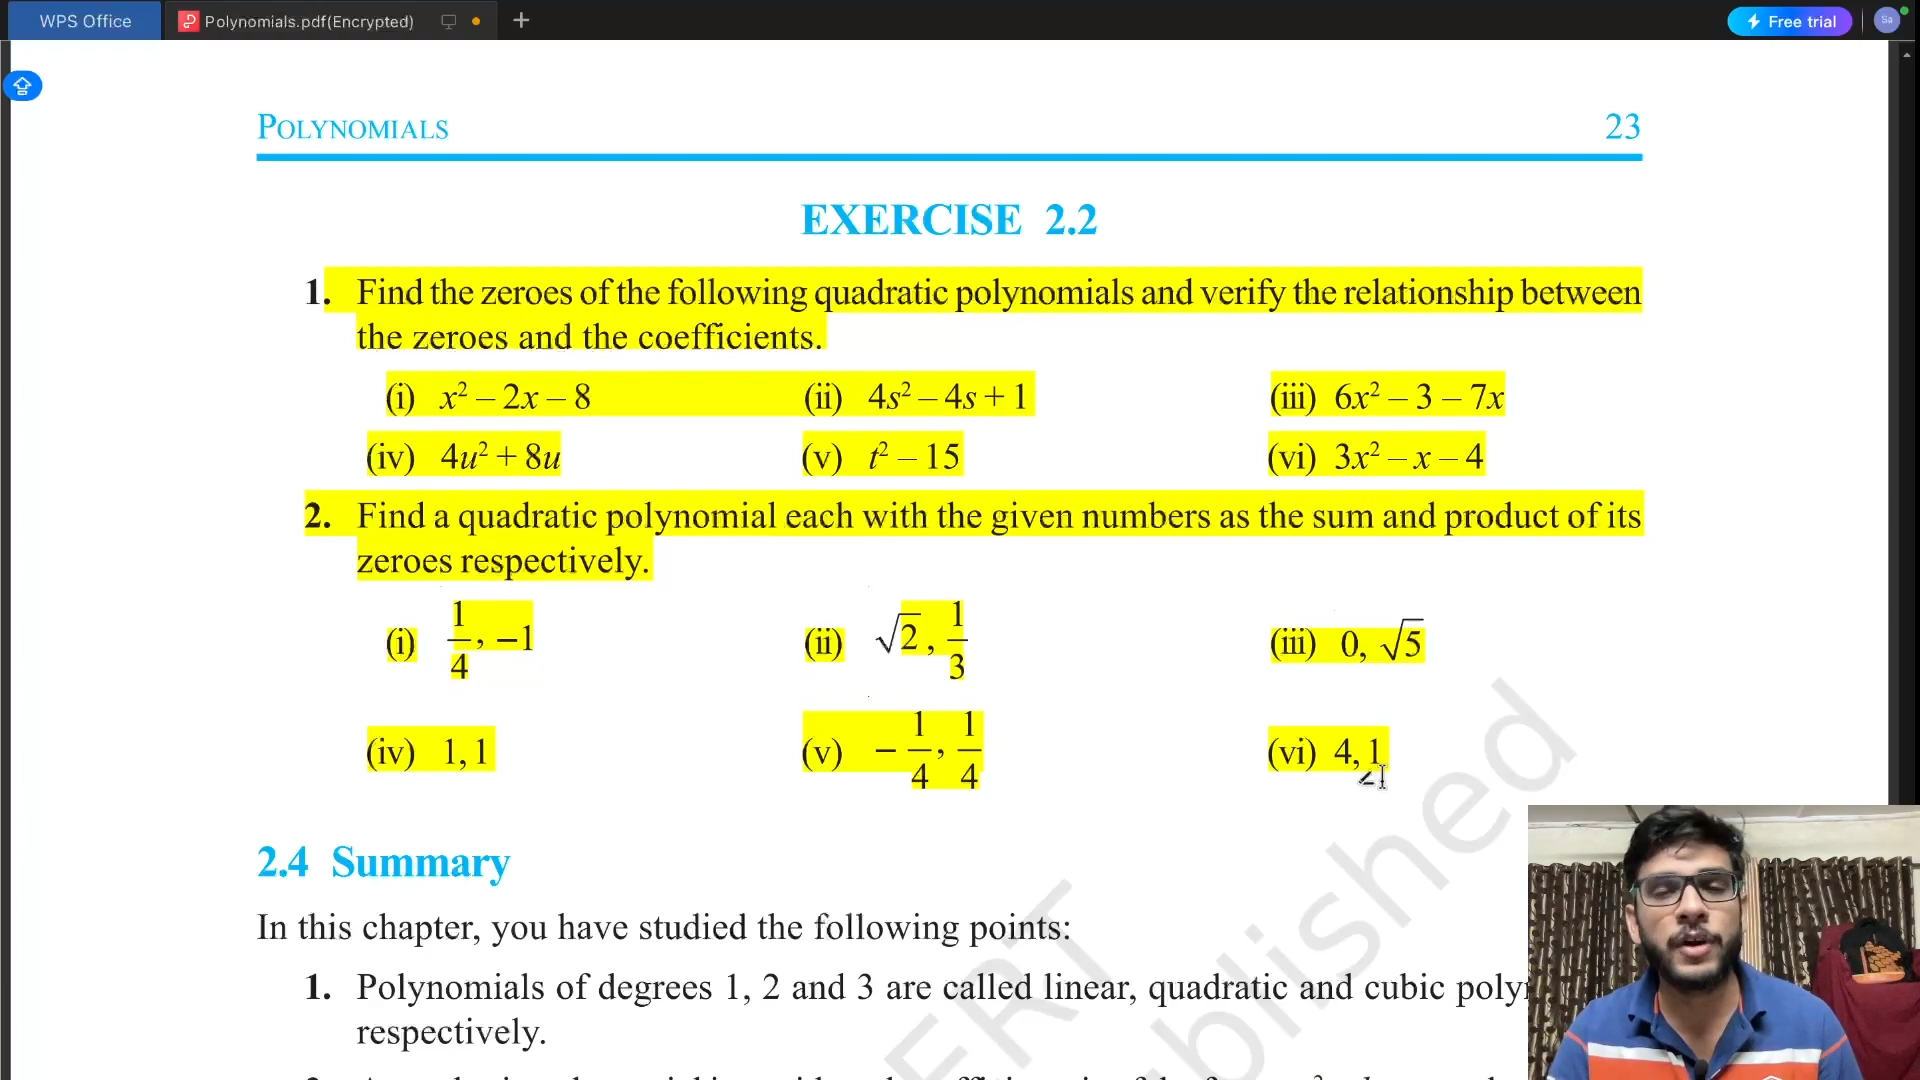 WPS Office
Polynomials.pdf(Encrypted)
Free trial
Sa
POLYNOMIALS 23
EXERCISE 2.2
1. Find the zeroes of the following quadratic polynomials and verify the relationship between
the zeroes and the coefficients.
(i) x² – 2x – 8 (ii) 4s² – 4s + 1 (iii) 6x² – 3 – 7x
(iv) 4u² + 8u (v) t² – 15 (vi) 3x² – x – 4
2. Find a quadratic polynomial each with the given numbers as the sum and product of its
zeroes respectively.
(i) 1/4, –1 (ii) √2, 1/3 (iii) 0, √5
(iv) 1, 1 (v) –1/4, 1/4 (vi) 4, 1
2.4 Summary
In this chapter, you have studied the following points:
1. Polynomials of degrees 1, 2 and 3 are called linear, quadratic and cubic poly
respectively.